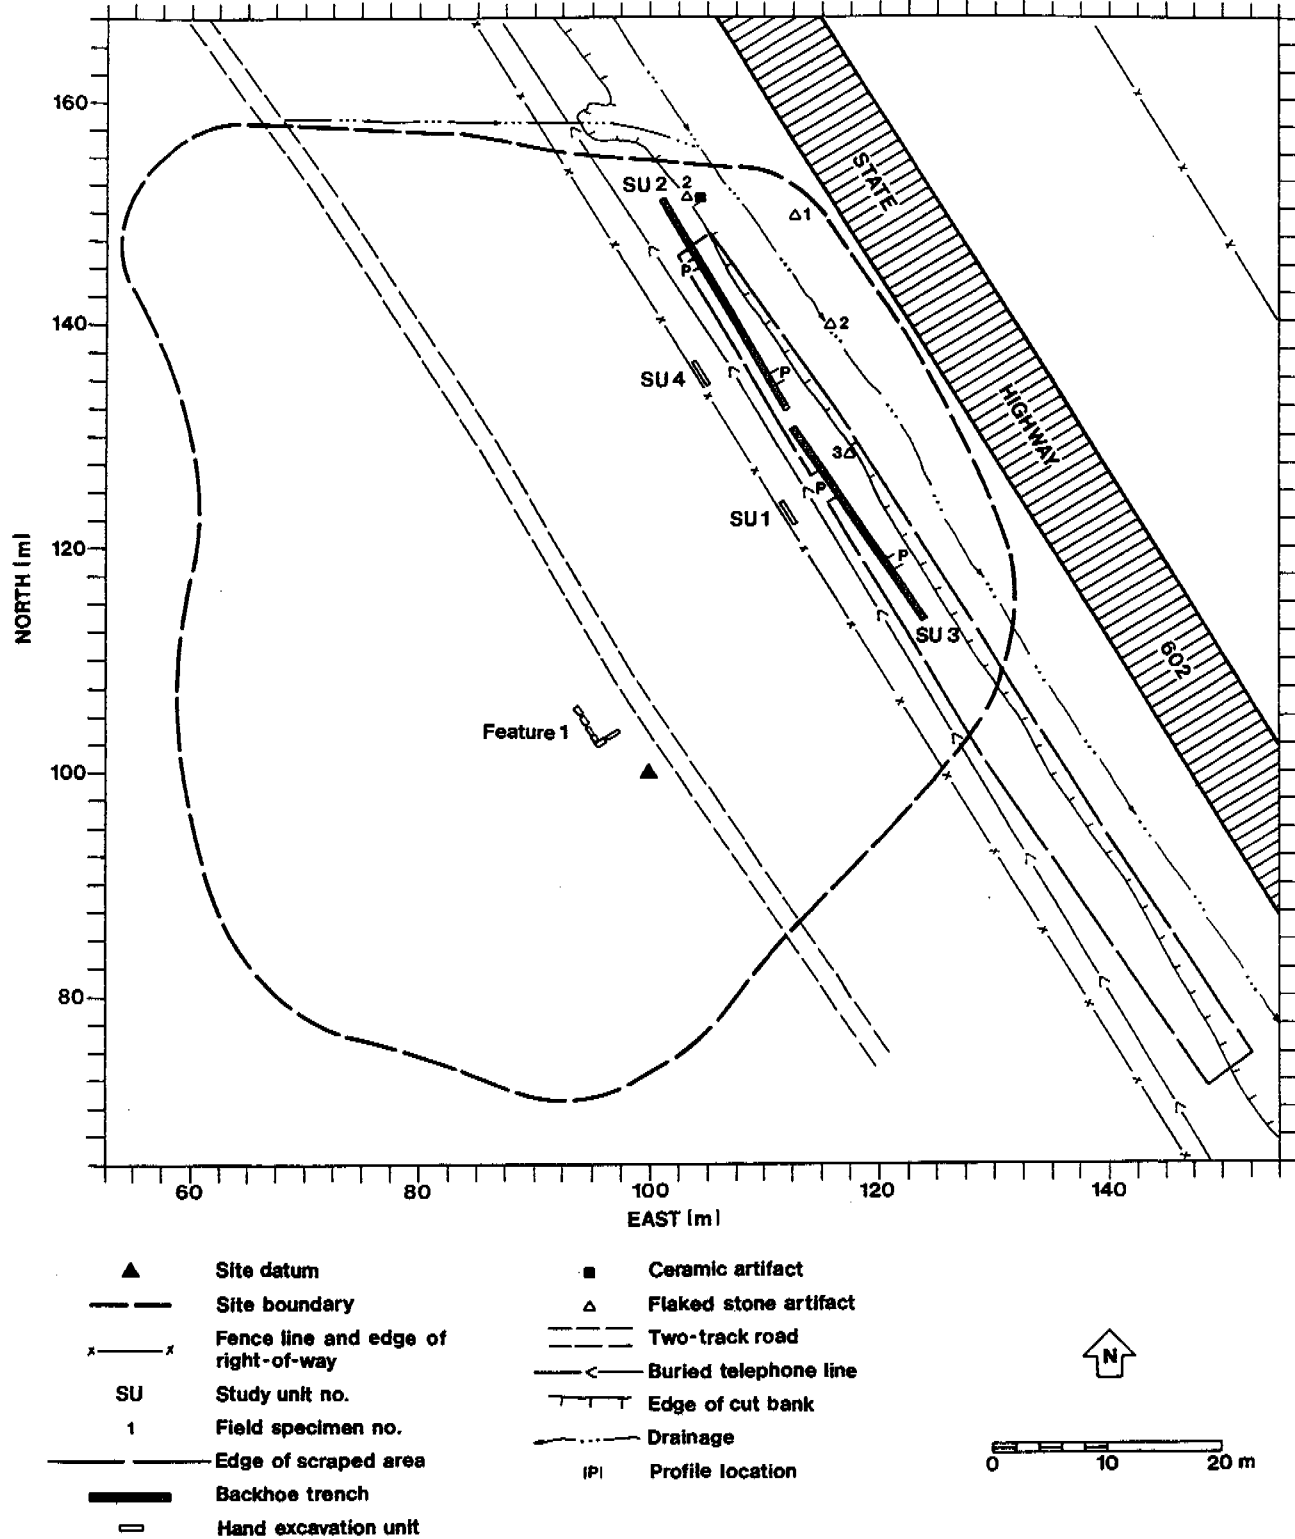 160
140
120
100
80
NORTH (m)
STATE
HIGHWAY
602
SU 2
2
1
P
2
P
SU 4
3
P
SU 1
P
SU 3
Feature 1
60
80
100
120
140
EAST (m)
Site datum
Site boundary
Fence line and edge of
right-of-way
SU
Study unit no.
1
Field specimen no.
Edge of scraped area
Backhoe trench
Hand excavation unit
Ceramic artifact
Flaked stone artifact
Two-track road
Buried telephone line
Edge of cut bank
Drainage
|P|
Profile location
N
0
10
20 m